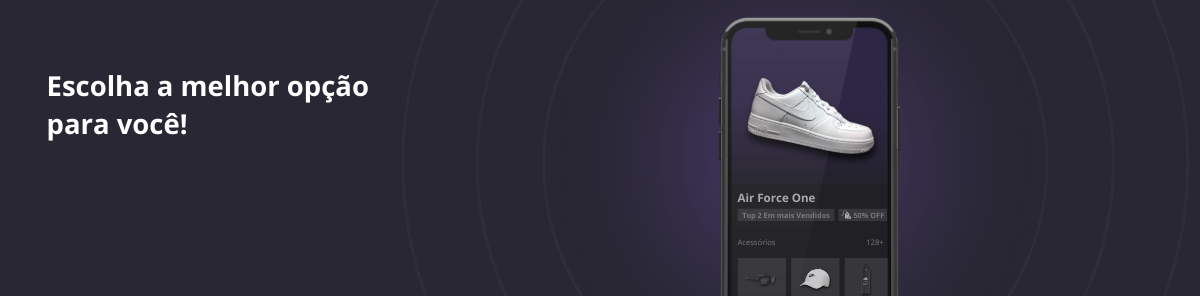 Escolha a melhor opção
para você!
Air Force One
Top 2 Em mais Vendidos
50% OFF
Acessórios
128+